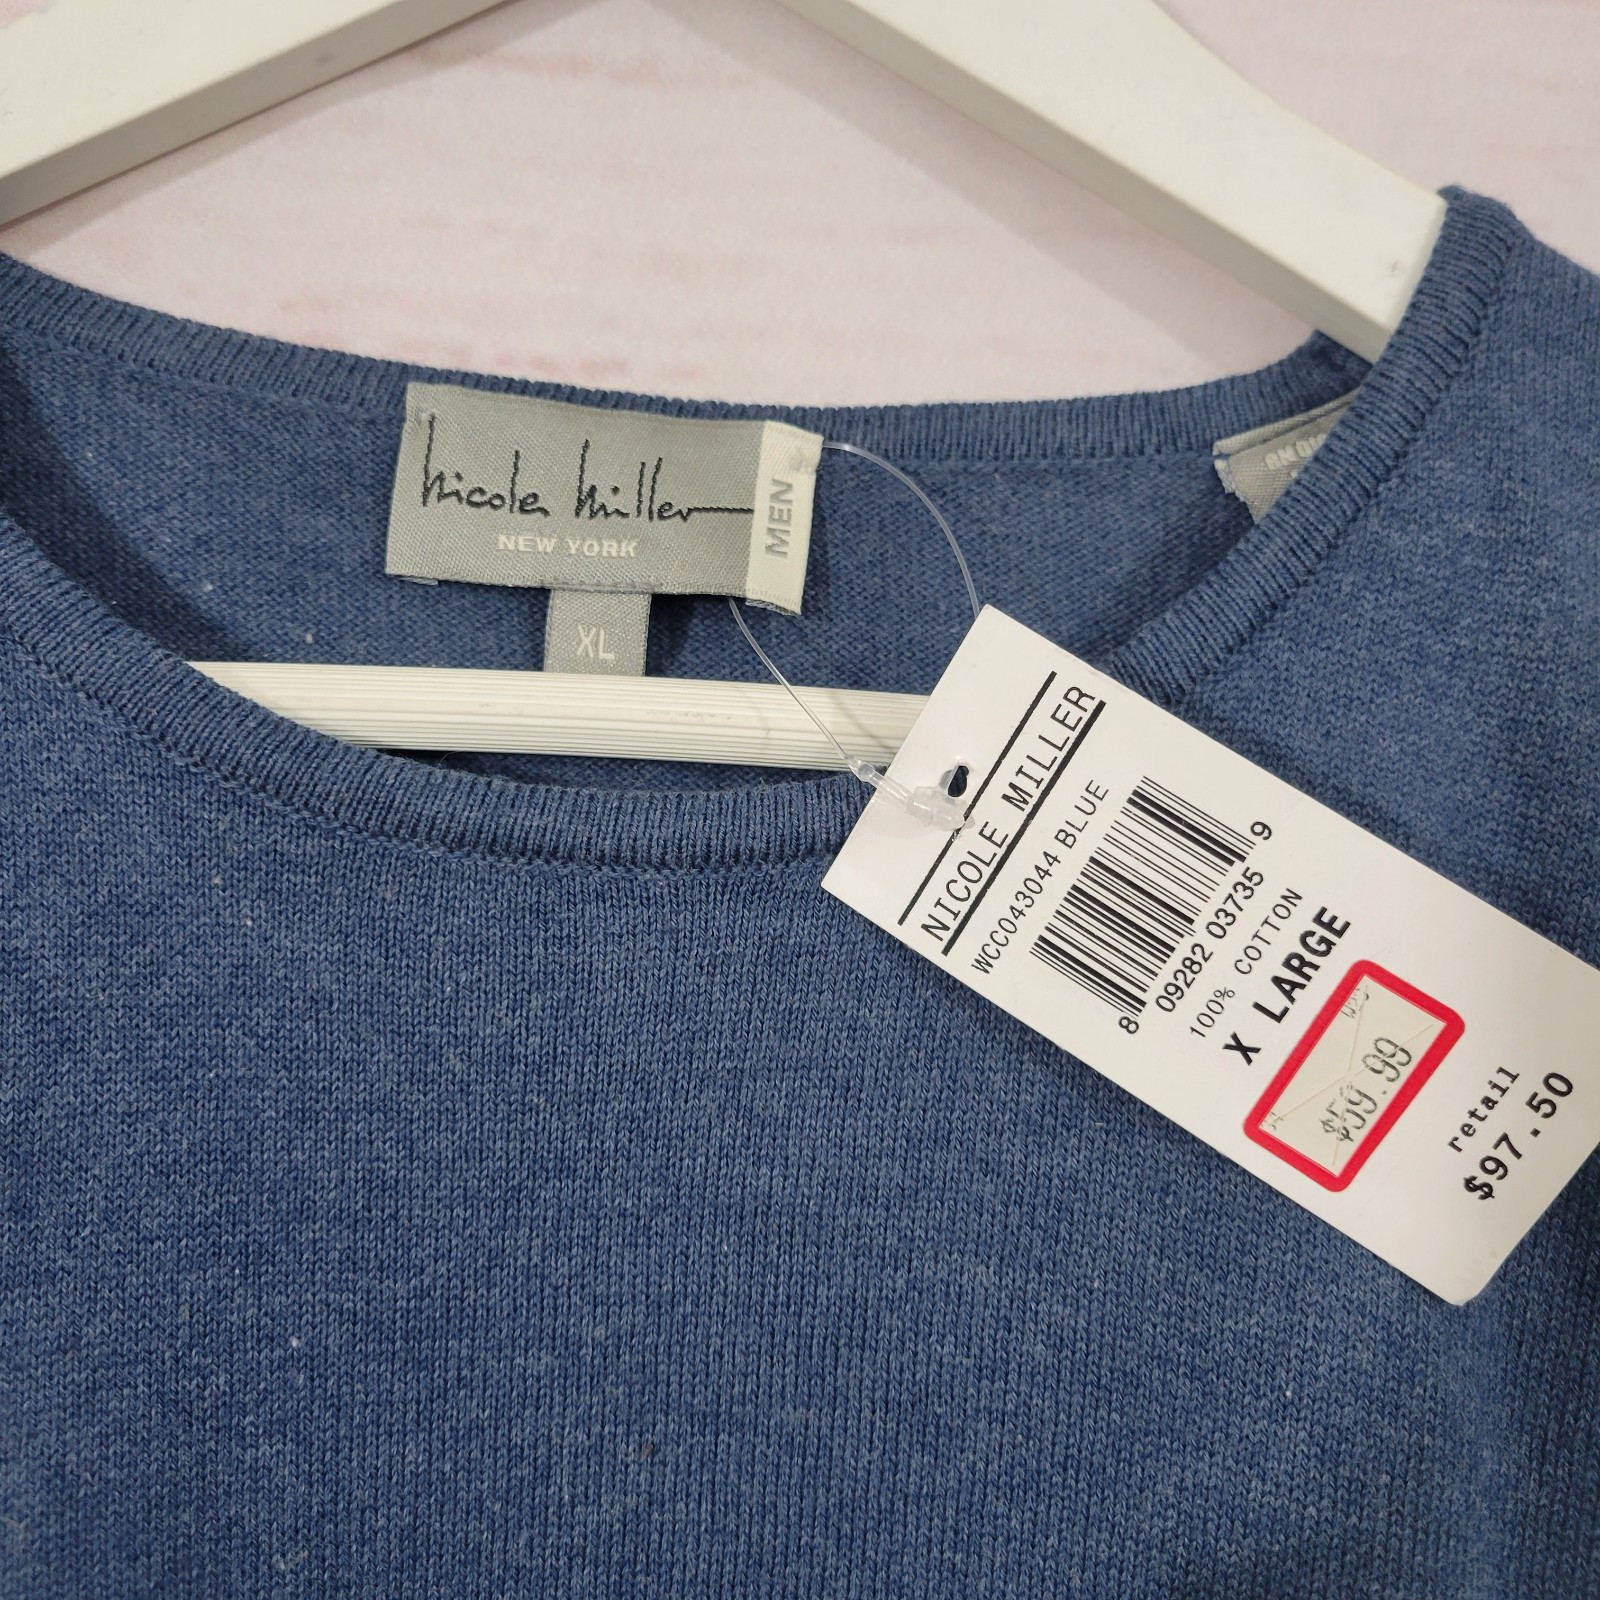 Nicole Miller
NEW YORK
MEN
XL
NICOLE MILLER
WCC043044 BLUE
8 09282 03735 9
100% COTTON
X LARGE
$59.99
retail
$97.50